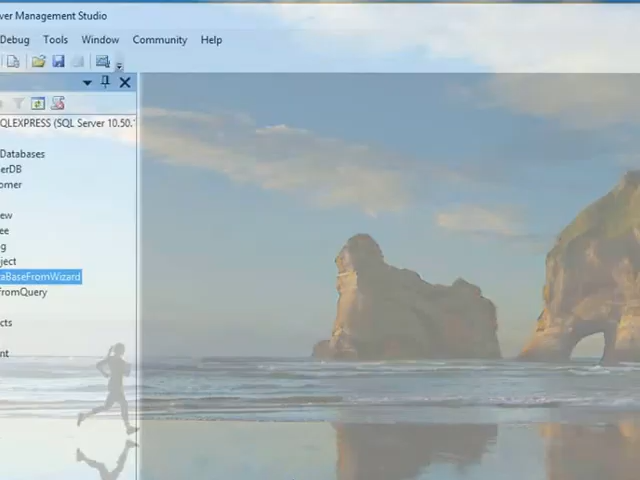 ver Management Studio
Debug Tools Window Community Help
QLEXPRESS (SQL Server 10.50.
Databases
erDB
omer
ew
ee
g
ject
taBaseFromWizard
FromQuery
cts
nt